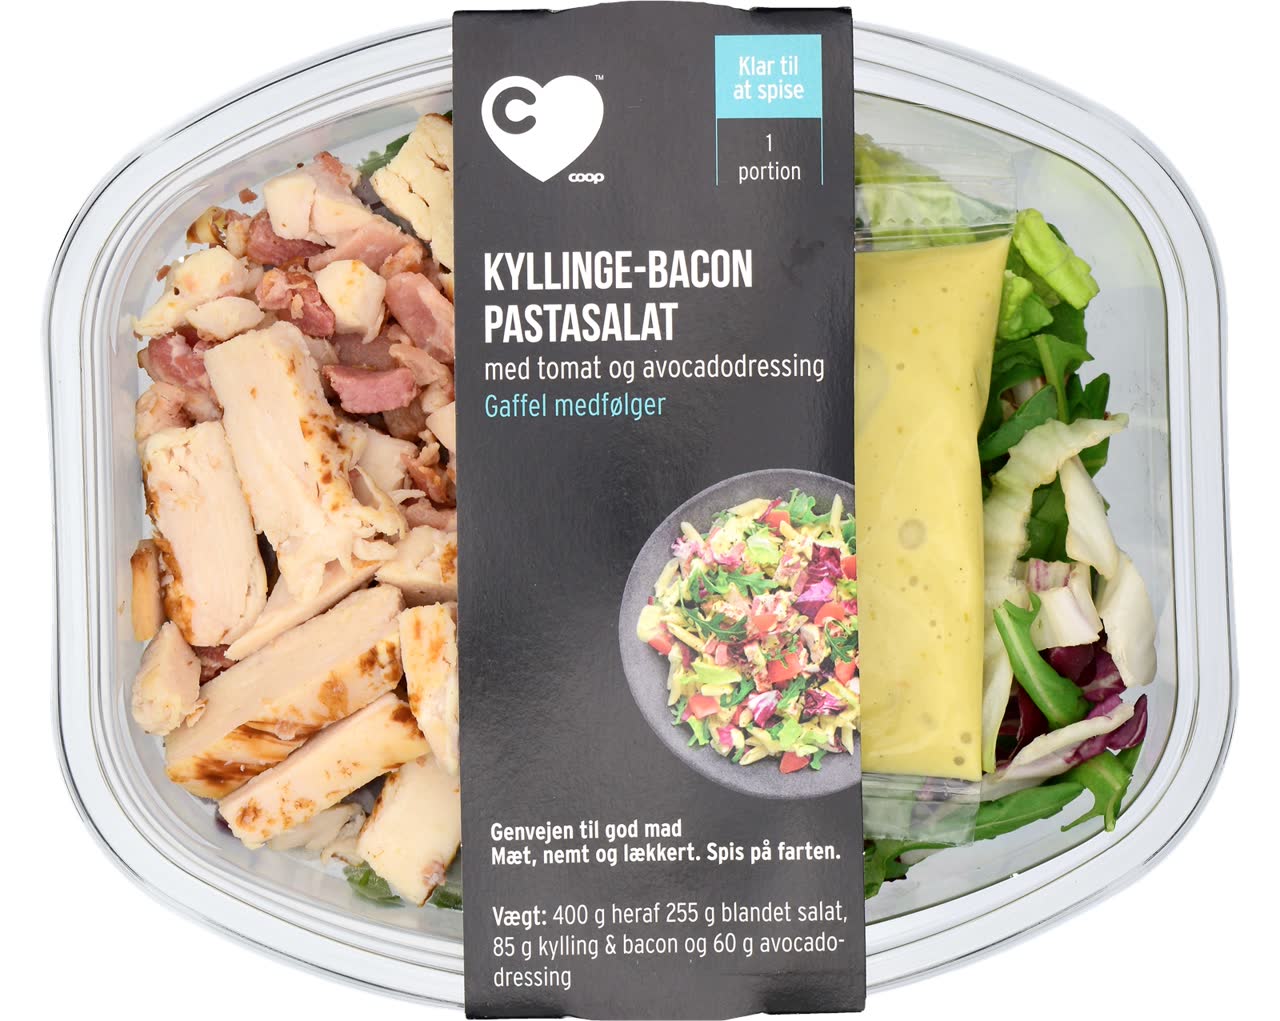 Klar til
at spise
1
portion
C
™
coop
KYLLINGE-BACON
PASTASALAT
med tomat og avocadodressing
Gaffel medfølger
Genvejen til god mad
Mæt, nemt og lækkert. Spis på farten.
Vægt: 400 g heraf 255 g blandet salat,
85 g kylling & bacon og 60 g avocado-
dressing